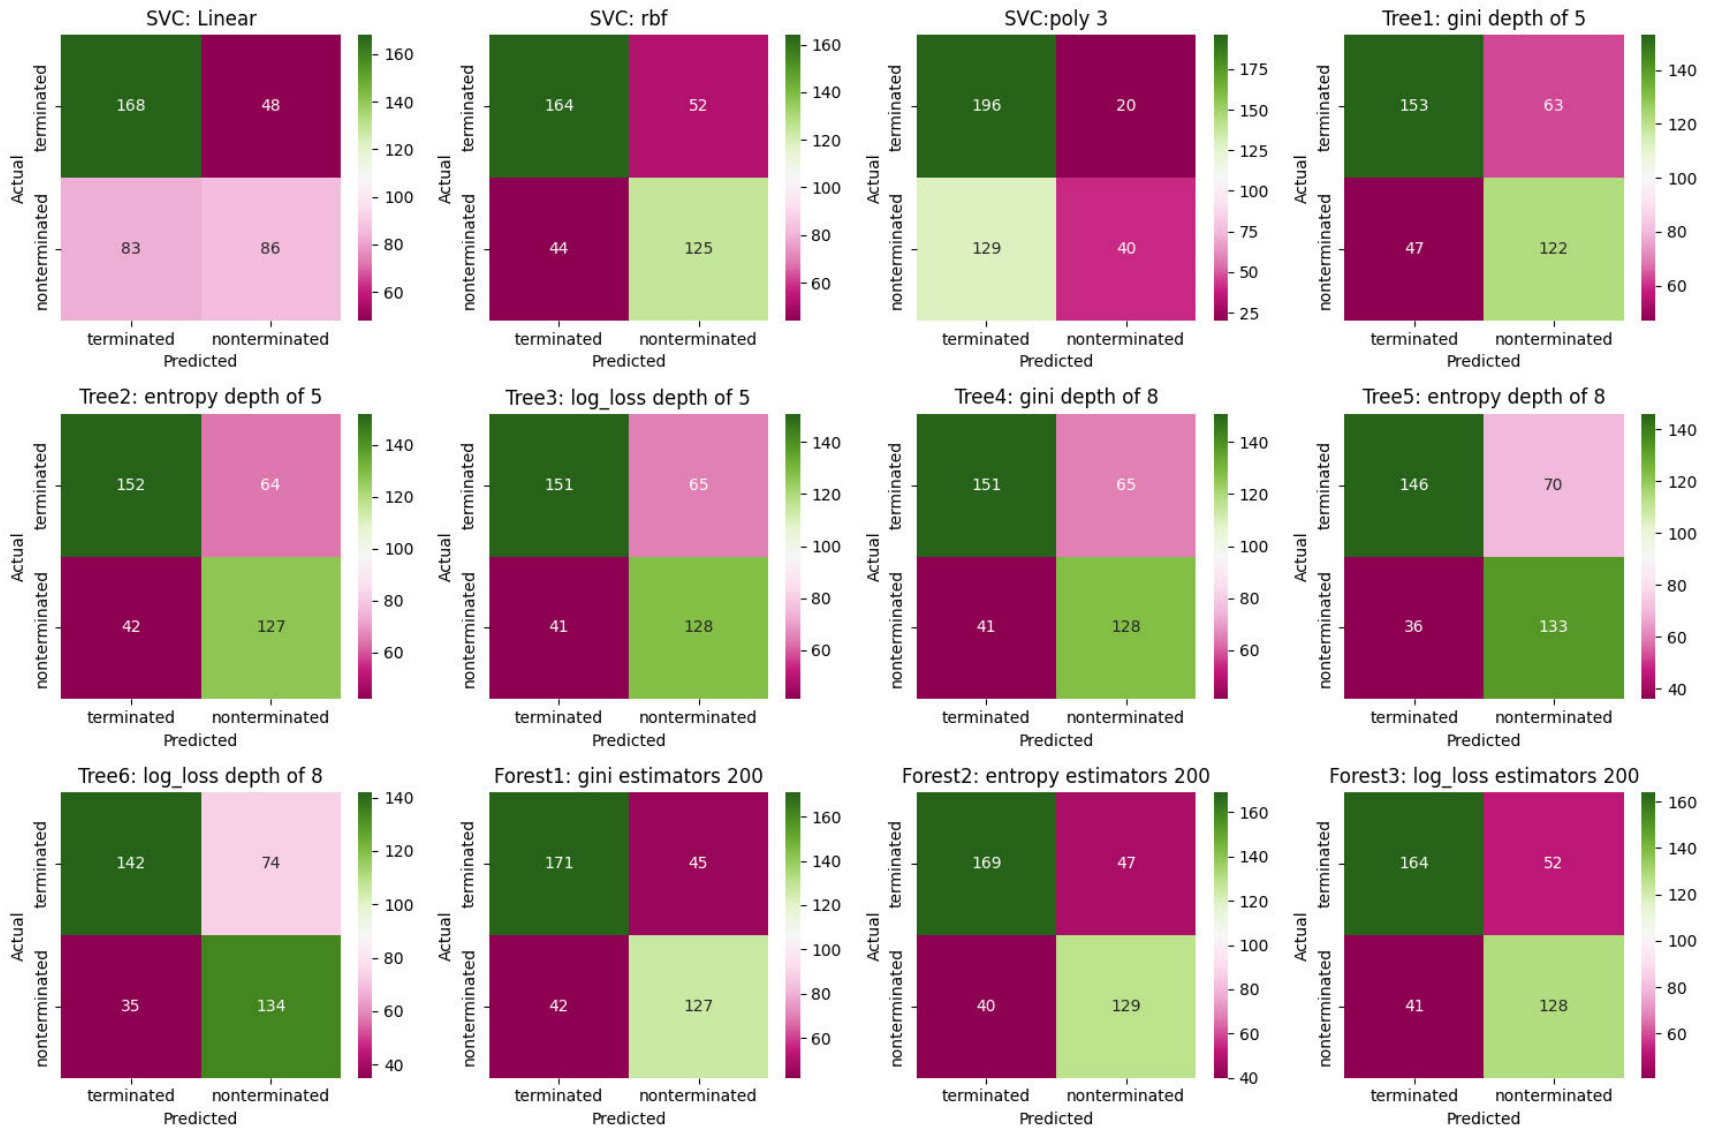 SVC: Linear
168 48
83 86
terminated
nonterminated
Actual
terminated nonterminated
Predicted
160
140
120
100
80
60
SVC: rbf
164 52
44 125
terminated
nonterminated
Actual
terminated nonterminated
Predicted
160
140
120
100
80
60
SVC:poly 3
196 20
129 40
terminated
nonterminated
Actual
terminated nonterminated
Predicted
175
150
125
100
75
50
25
Tree1: gini depth of 5
153 63
47 122
terminated
nonterminated
Actual
terminated nonterminated
Predicted
140
120
100
80
60
Tree2: entropy depth of 5
152 64
42 127
terminated
nonterminated
Actual
terminated nonterminated
Predicted
140
120
100
80
60
Tree3: log_loss depth of 5
151 65
41 128
terminated
nonterminated
Actual
terminated nonterminated
Predicted
140
120
100
80
60
Tree4: gini depth of 8
151 65
41 128
terminated
nonterminated
Actual
terminated nonterminated
Predicted
140
120
100
80
60
Tree5: entropy depth of 8
146 70
36 133
terminated
nonterminated
Actual
terminated nonterminated
Predicted
140
120
100
80
60
40
Tree6: log_loss depth of 8
142 74
35 134
terminated
nonterminated
Actual
terminated nonterminated
Predicted
140
120
100
80
60
40
Forest1: gini estimators 200
171 45
42 127
terminated
nonterminated
Actual
terminated nonterminated
Predicted
160
140
120
100
80
60
Forest2: entropy estimators 200
169 47
40 129
terminated
nonterminated
Actual
terminated nonterminated
Predicted
160
140
120
100
80
60
40
Forest3: log_loss estimators 200
164 52
41 128
terminated
nonterminated
Actual
terminated nonterminated
Predicted
160
140
120
100
80
60